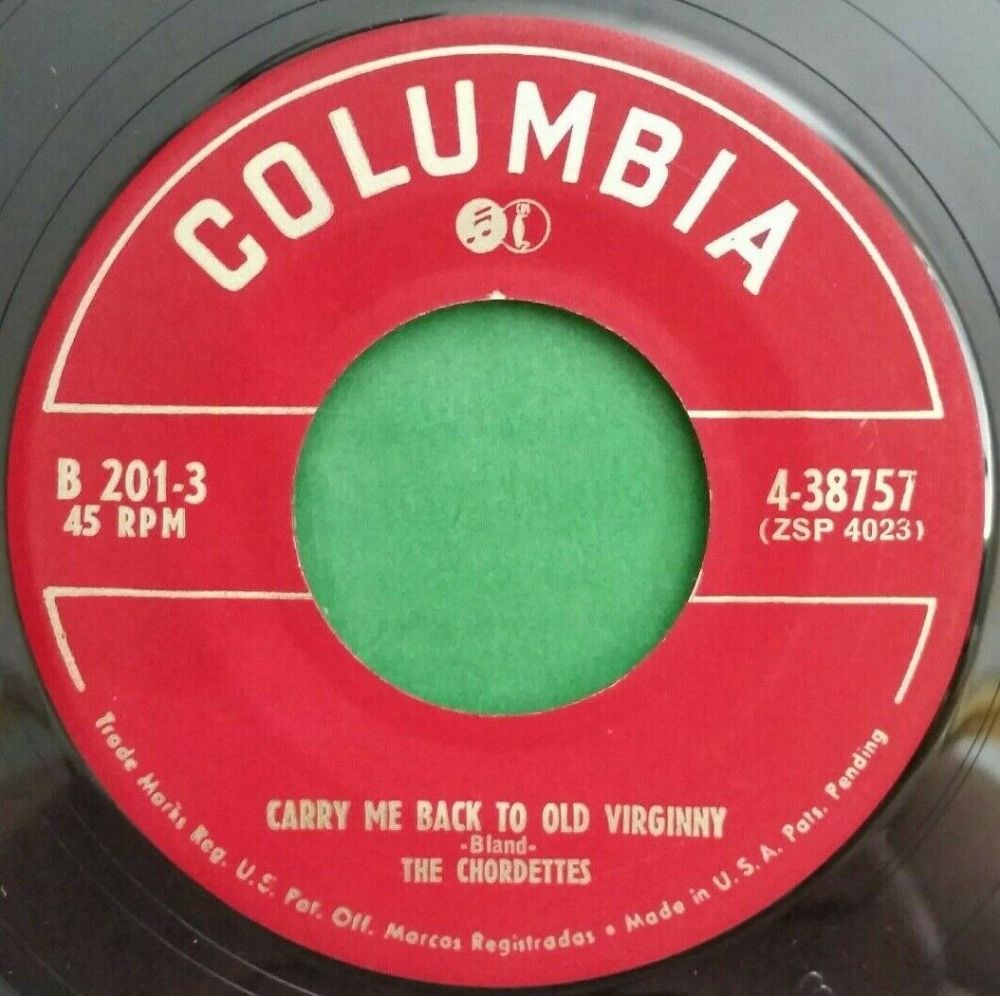 COLUMBIA
B 201-3
45 RPM
4-38757
(ZSP 4023)
CARRY ME BACK TO OLD VIRGINNY
-Bland-
THE CHORDETTES
Trade Marks Reg. U.S. Pat. Off. Marcas Registradas • Made in U. S. A. Pats. Pending